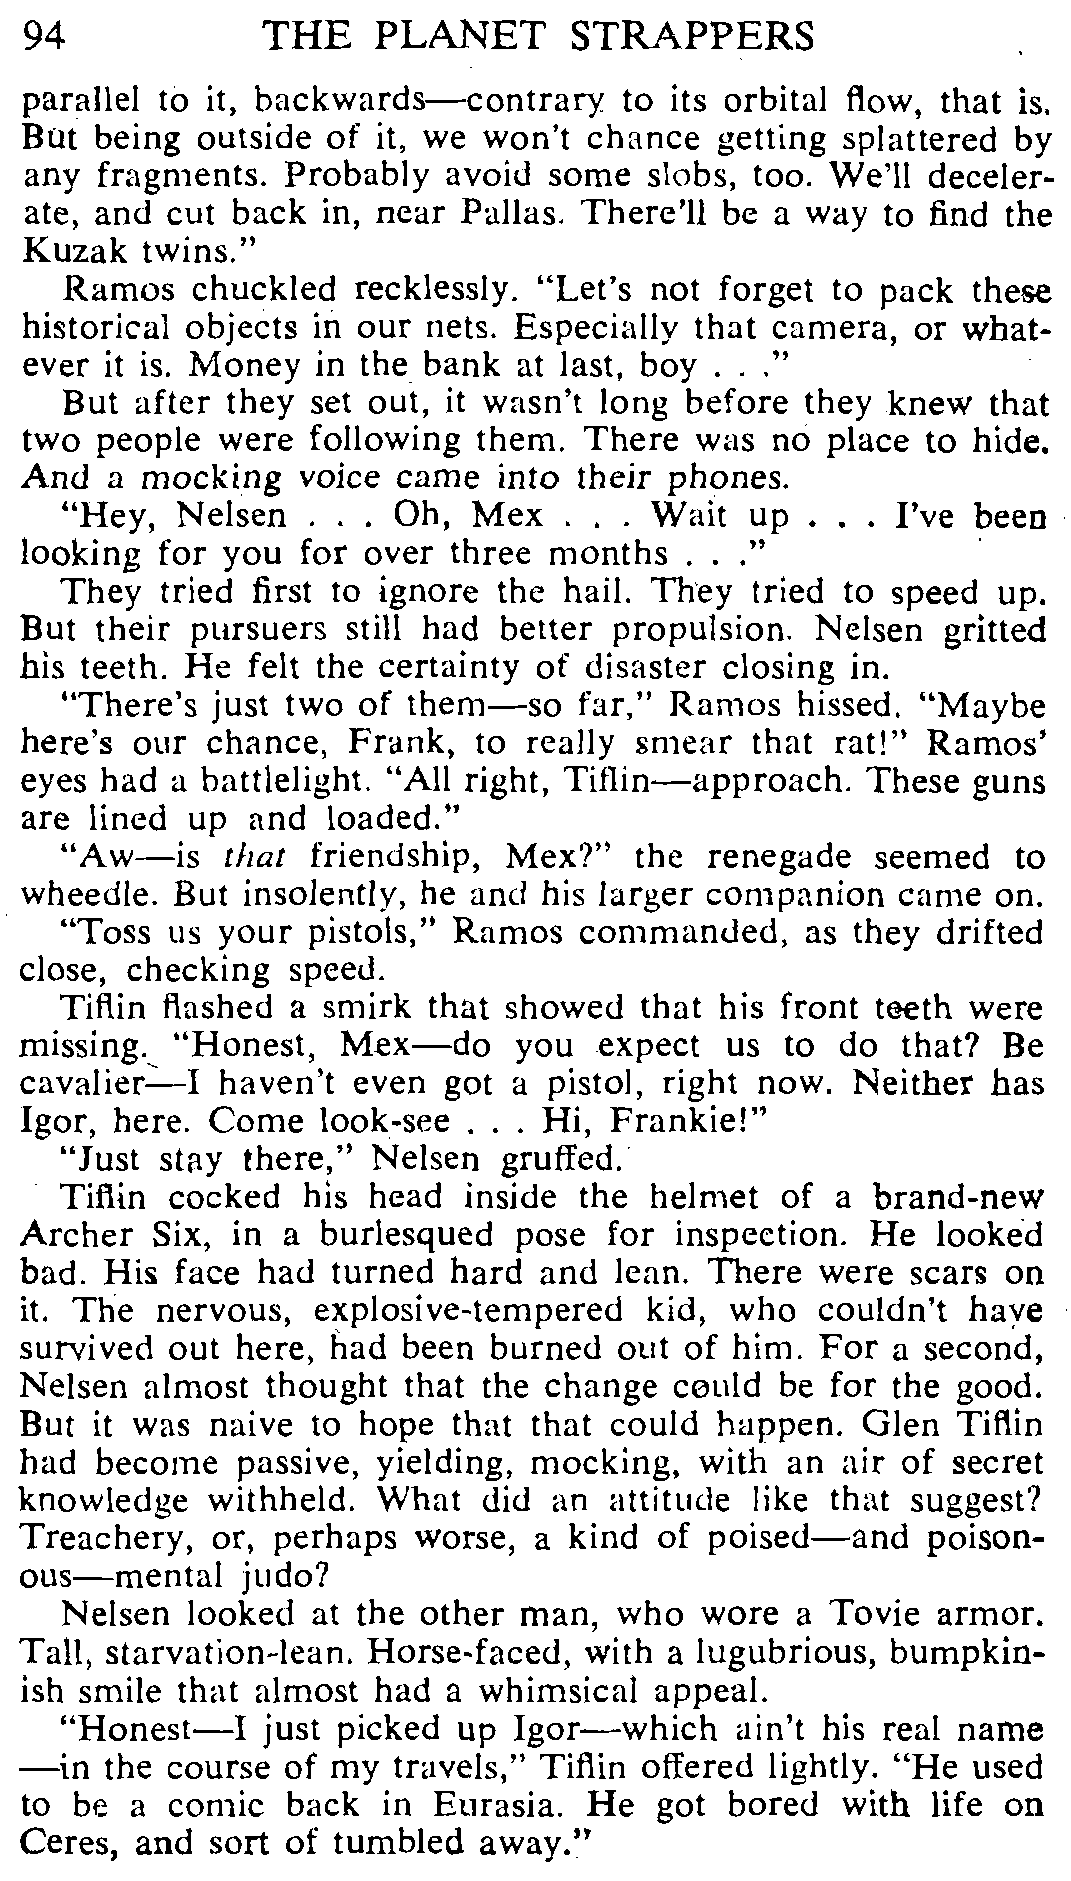 94 THE PLANET STRAPPERS
parallel to it, backwards—contrary to its orbital flow, that is.
But being outside of it, we won't chance getting splattered by
any fragments. Probably avoid some slobs, too. We'll deceler-
ate, and cut back in, near Pallas. There'll be a way to find the
Kuzak twins.”
Ramos chuckled recklessly. “Let's not forget to pack these
historical objects in our nets. Especially that camera, or what-
ever it is. Money in the bank at last, boy . . .”
But after they set out, it wasn't long before they knew that
two people were following them. There was no place to hide.
And a mocking voice came into their phones.
“Hey, Nelsen . . . Oh, Mex . . . Wait up . . . I've been
looking for you for over three months . . .”
They tried first to ignore the hail. They tried to speed up.
But their pursuers still had better propulsion. Nelsen gritted
his teeth. He felt the certainty of disaster closing in.
“There's just two of them—so far,” Ramos hissed. “Maybe
here's our chance, Frank, to really smear that rat!” Ramos'
eyes had a battlelight. “All right, Tiflin—approach. These guns
are lined up and loaded.”
“Aw—is that friendship, Mex?” the renegade seemed to
wheedle. But insolently, he and his larger companion came on.
“Toss us your pistols,” Ramos commanded, as they drifted
close, checking speed.
Tiflin flashed a smirk that showed that his front teeth were
missing. “Honest, Mex—do you expect us to do that? Be
cavalier—I haven't even got a pistol, right now. Neither has
Igor, here. Come look-see . . . Hi, Frankie!”
“Just stay there,” Nelsen gruffed.
Tiflin cocked his head inside the helmet of a brand-new
Archer Six, in a burlesqued pose for inspection. He looked
bad. His face had turned hard and lean. There were scars on
it. The nervous, explosive-tempered kid, who couldn't have
survived out here, had been burned out of him. For a second,
Nelsen almost thought that the change could be for the good.
But it was naive to hope that that could happen. Glen Tiflin
had become passive, yielding, mocking, with an air of secret
knowledge withheld. What did an attitude like that suggest?
Treachery, or, perhaps worse, a kind of poised—and poison-
ous—mental judo?
Nelsen looked at the other man, who wore a Tovie armor.
Tall, starvation-lean. Horse-faced, with a lugubrious, bumpkin-
ish smile that almost had a whimsical appeal.
“Honest—I just picked up Igor—which ain't his real name
—in the course of my travels,” Tiflin offered lightly. “He used
to be a comic back in Eurasia. He got bored with life on
Ceres, and sort of tumbled away.”